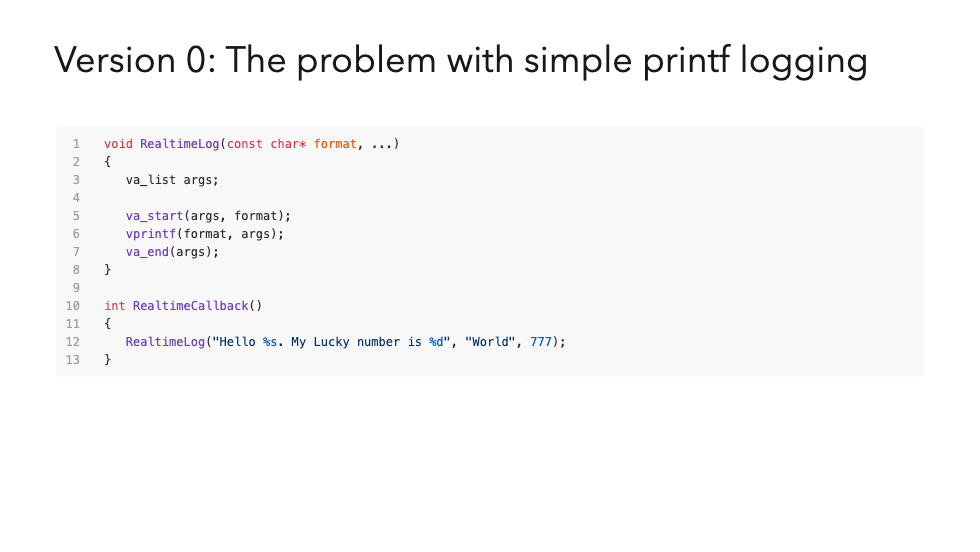 Version 0: The problem with simple printf logging
1 void RealtimeLog(const char* format, ...)
2 {
3 va_list args;
4
5 va_start(args, format);
6 vprintf(format, args);
7 va_end(args);
8 }
9
10 int RealtimeCallback()
11 {
12 RealtimeLog("Hello %s. My Lucky number is %d", "World", 777);
13 }